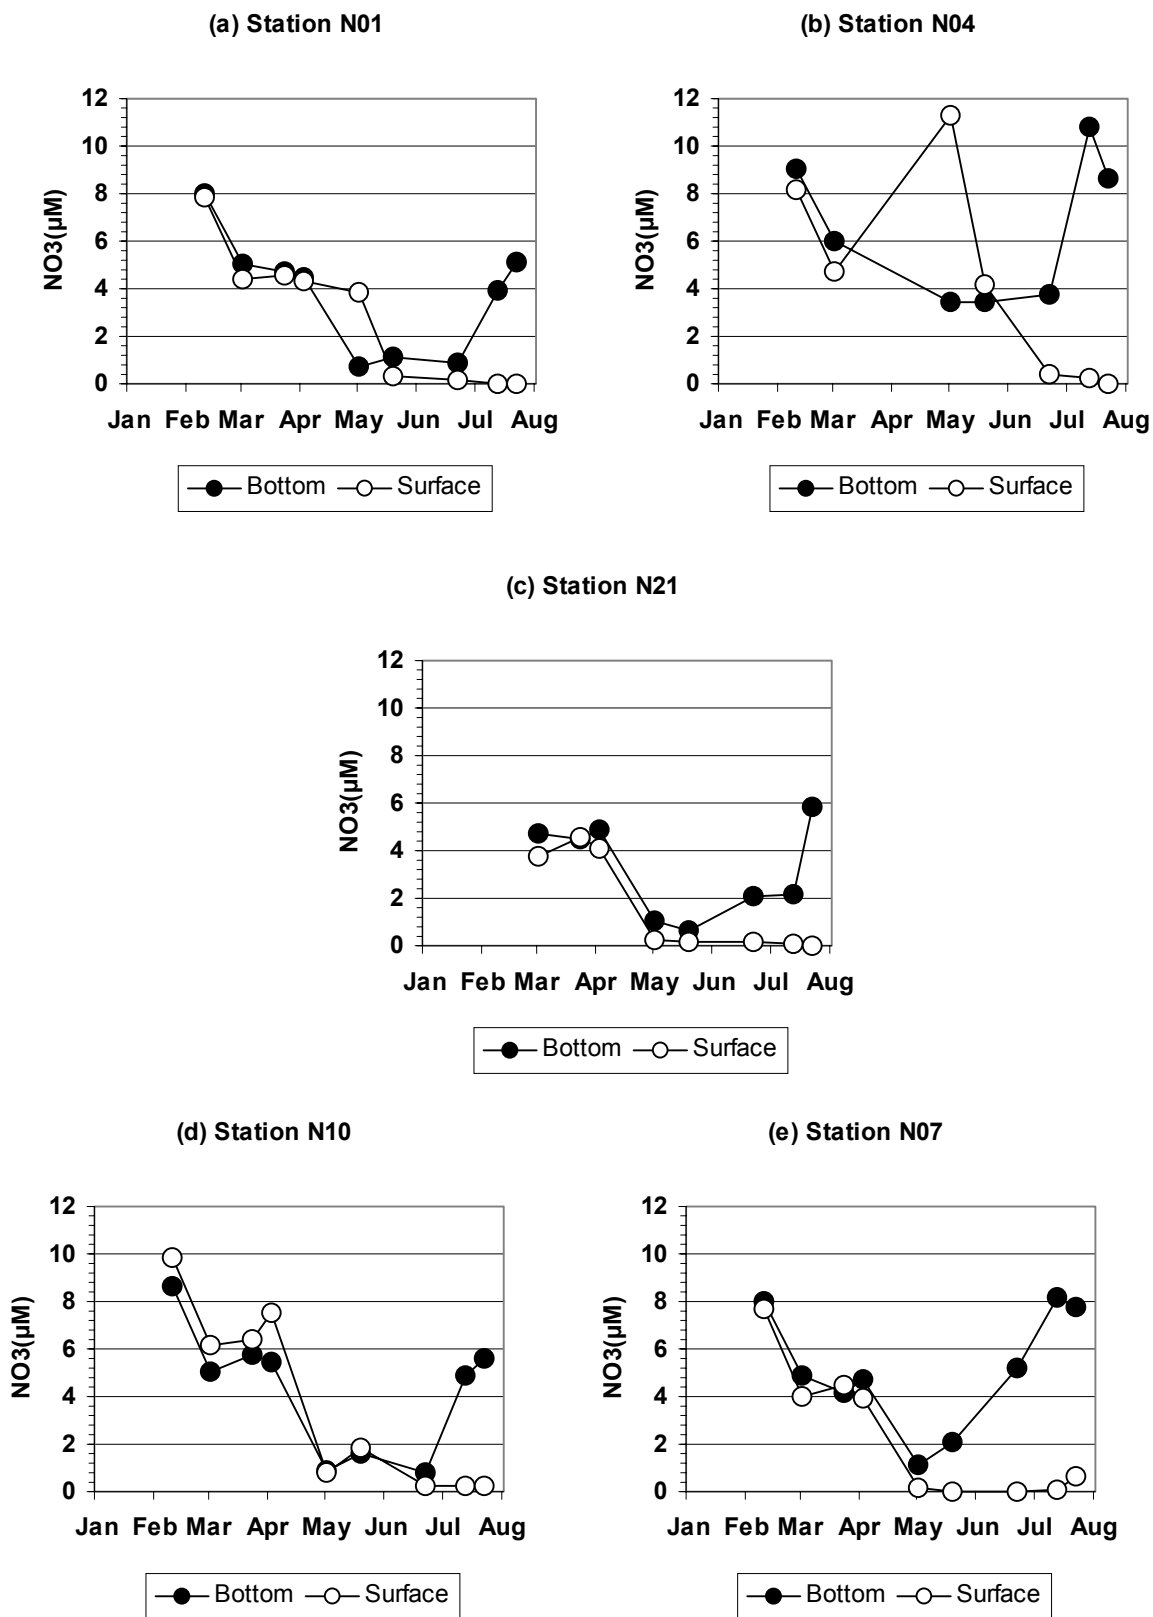 (a) Station N01
12
10
8
6
4
2
0
NO3(µM)
Jan Feb Mar Apr May Jun Jul Aug
Bottom Surface
(b) Station N04
12
10
8
6
4
2
0
NO3(µM)
Jan Feb Mar Apr May Jun Jul Aug
Bottom Surface
(c) Station N21
12
10
8
6
4
2
0
NO3(µM)
Jan Feb Mar Apr May Jun Jul Aug
Bottom Surface
(d) Station N10
12
10
8
6
4
2
0
NO3(µM)
Jan Feb Mar Apr May Jun Jul Aug
Bottom Surface
(e) Station N07
12
10
8
6
4
2
0
NO3(µM)
Jan Feb Mar Apr May Jun Jul Aug
Bottom Surface